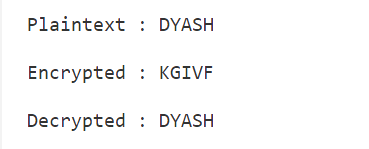 Plaintext : DYASH
Encrypted : KGIVF
Decrypted : DYASH